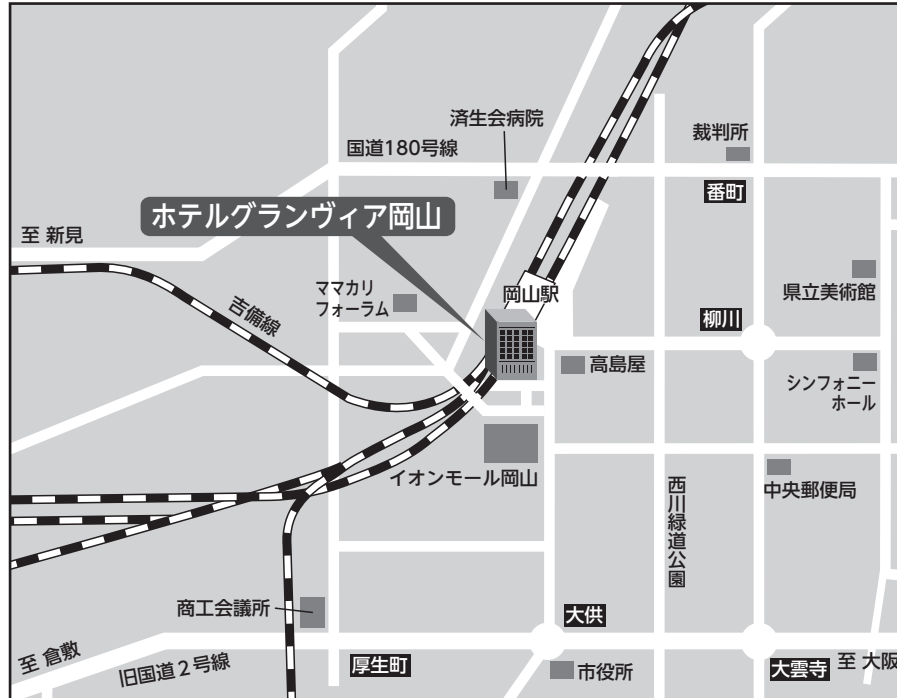 済生会病院
裁判所
国道180号線
番町
ホテルグランヴィア岡山
至 新見
ママカリ
フォーラム
岡山駅
県立美術館
吉備線
柳川
高島屋
シンフォニー
ホール
イオンモール岡山
中央郵便局
西川緑道公園
商工会議所
大供
至 倉敷
旧国道2号線
厚生町
市役所
大雲寺
至 大阪